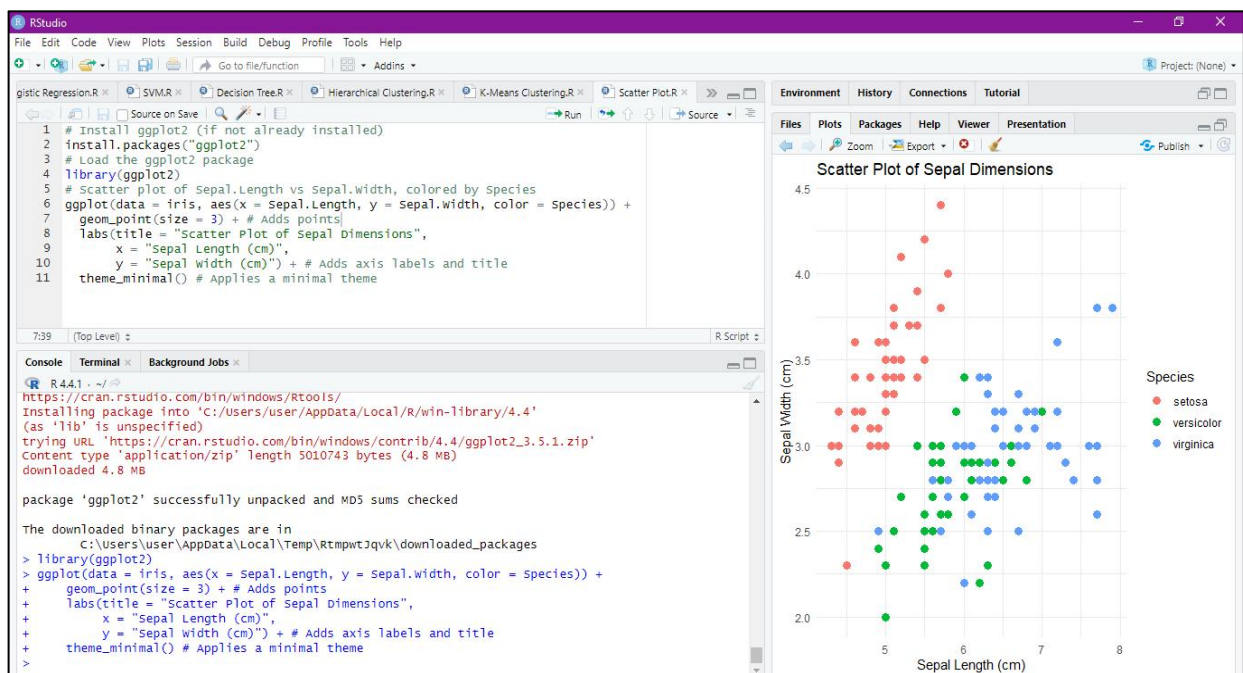 RStudio
File Edit Code View Plots Session Build Debug Profile Tools Help
Go to file/function Addins Project: (None)
gistic Regression.R SVM.R Decision Tree.R Hierarchical Clustering.R K-Means Clustering.R Scatter Plot.R
Source on Save Run Source
1 # Install ggplot2 (if not already installed)
2 install.packages("ggplot2")
3 # Load the ggplot2 package
4 library(ggplot2)
5 # Scatter plot of Sepal.Length vs Sepal.Width, colored by Species
6 ggplot(data = iris, aes(x = Sepal.Length, y = Sepal.Width, color = Species)) +
7 geom_point(size = 3) + # Adds points
8 labs(title = "Scatter Plot of Sepal Dimensions",
9 x = "Sepal Length (cm)",
10 y = "Sepal Width (cm)") + # Adds axis labels and title
11 theme_minimal() # Applies a minimal theme
7:39 (Top Level) R Script
Console Terminal Background Jobs
R 4.4.1 · ~/
https://cran.rstudio.com/bin/windows/Rtools/
Installing package into ‘C:/Users/user/AppData/Local/R/win-library/4.4’
(as ‘lib’ is unspecified)
trying URL 'https://cran.rstudio.com/bin/windows/contrib/4.4/ggplot2_3.5.1.zip'
Content type 'application/zip' length 5010743 bytes (4.8 MB)
downloaded 4.8 MB
package ‘ggplot2’ successfully unpacked and MD5 sums checked
The downloaded binary packages are in
C:\Users\user\AppData\Local\Temp\RtmpwtJqvk\downloaded_packages
> library(ggplot2)
> ggplot(data = iris, aes(x = Sepal.Length, y = Sepal.Width, color = Species)) +
+ geom_point(size = 3) + # Adds points
+ labs(title = "Scatter Plot of Sepal Dimensions",
+ x = "Sepal Length (cm)",
+ y = "Sepal Width (cm)") + # Adds axis labels and title
+ theme_minimal() # Applies a minimal theme
>
Environment History Connections Tutorial
Files Plots Packages Help Viewer Presentation
Zoom Export Publish
Scatter Plot of Sepal Dimensions
4.5
4.0
3.5
3.0
2.5
2.0
Sepal Width (cm)
5 6 7 8
Sepal Length (cm)
Species
setosa
versicolor
virginica